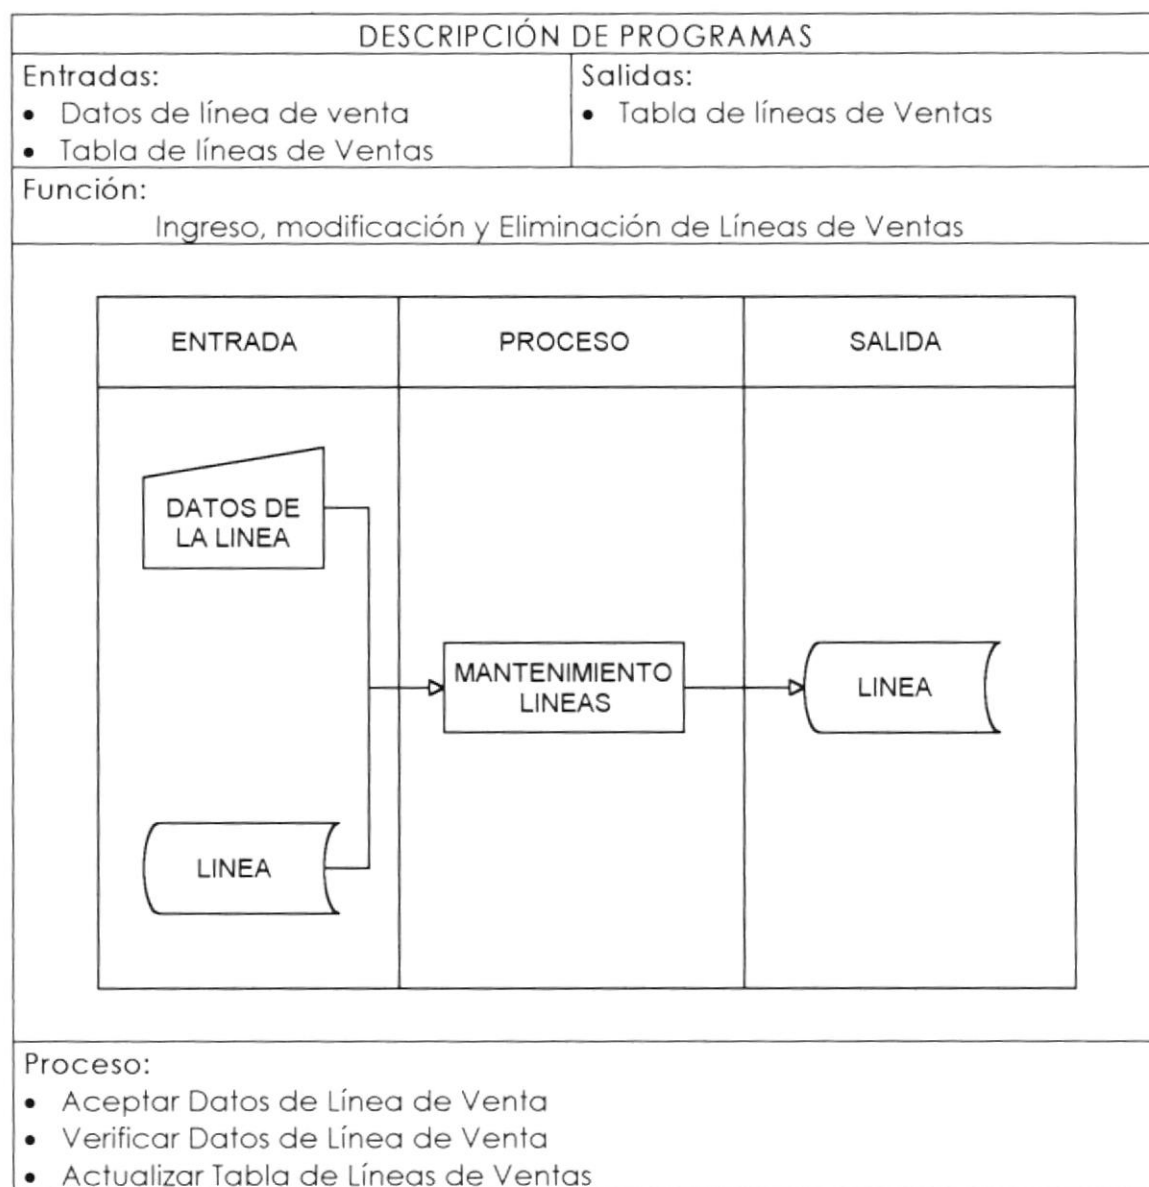 DESCRIPCIÓN DE PROGRAMAS
Entradas:
• Datos de línea de venta
• Tabla de líneas de Ventas
Salidas:
• Tabla de líneas de Ventas
Función:
Ingreso, modificación y Eliminación de Líneas de Ventas
ENTRADA
PROCESO
SALIDA
DATOS DE
LA LINEA
MANTENIMIENTO
LINEAS
LINEA
LINEA
Proceso:
• Aceptar Datos de Línea de Venta
• Verificar Datos de Línea de Venta
• Actualizar Tabla de Líneas de Ventas